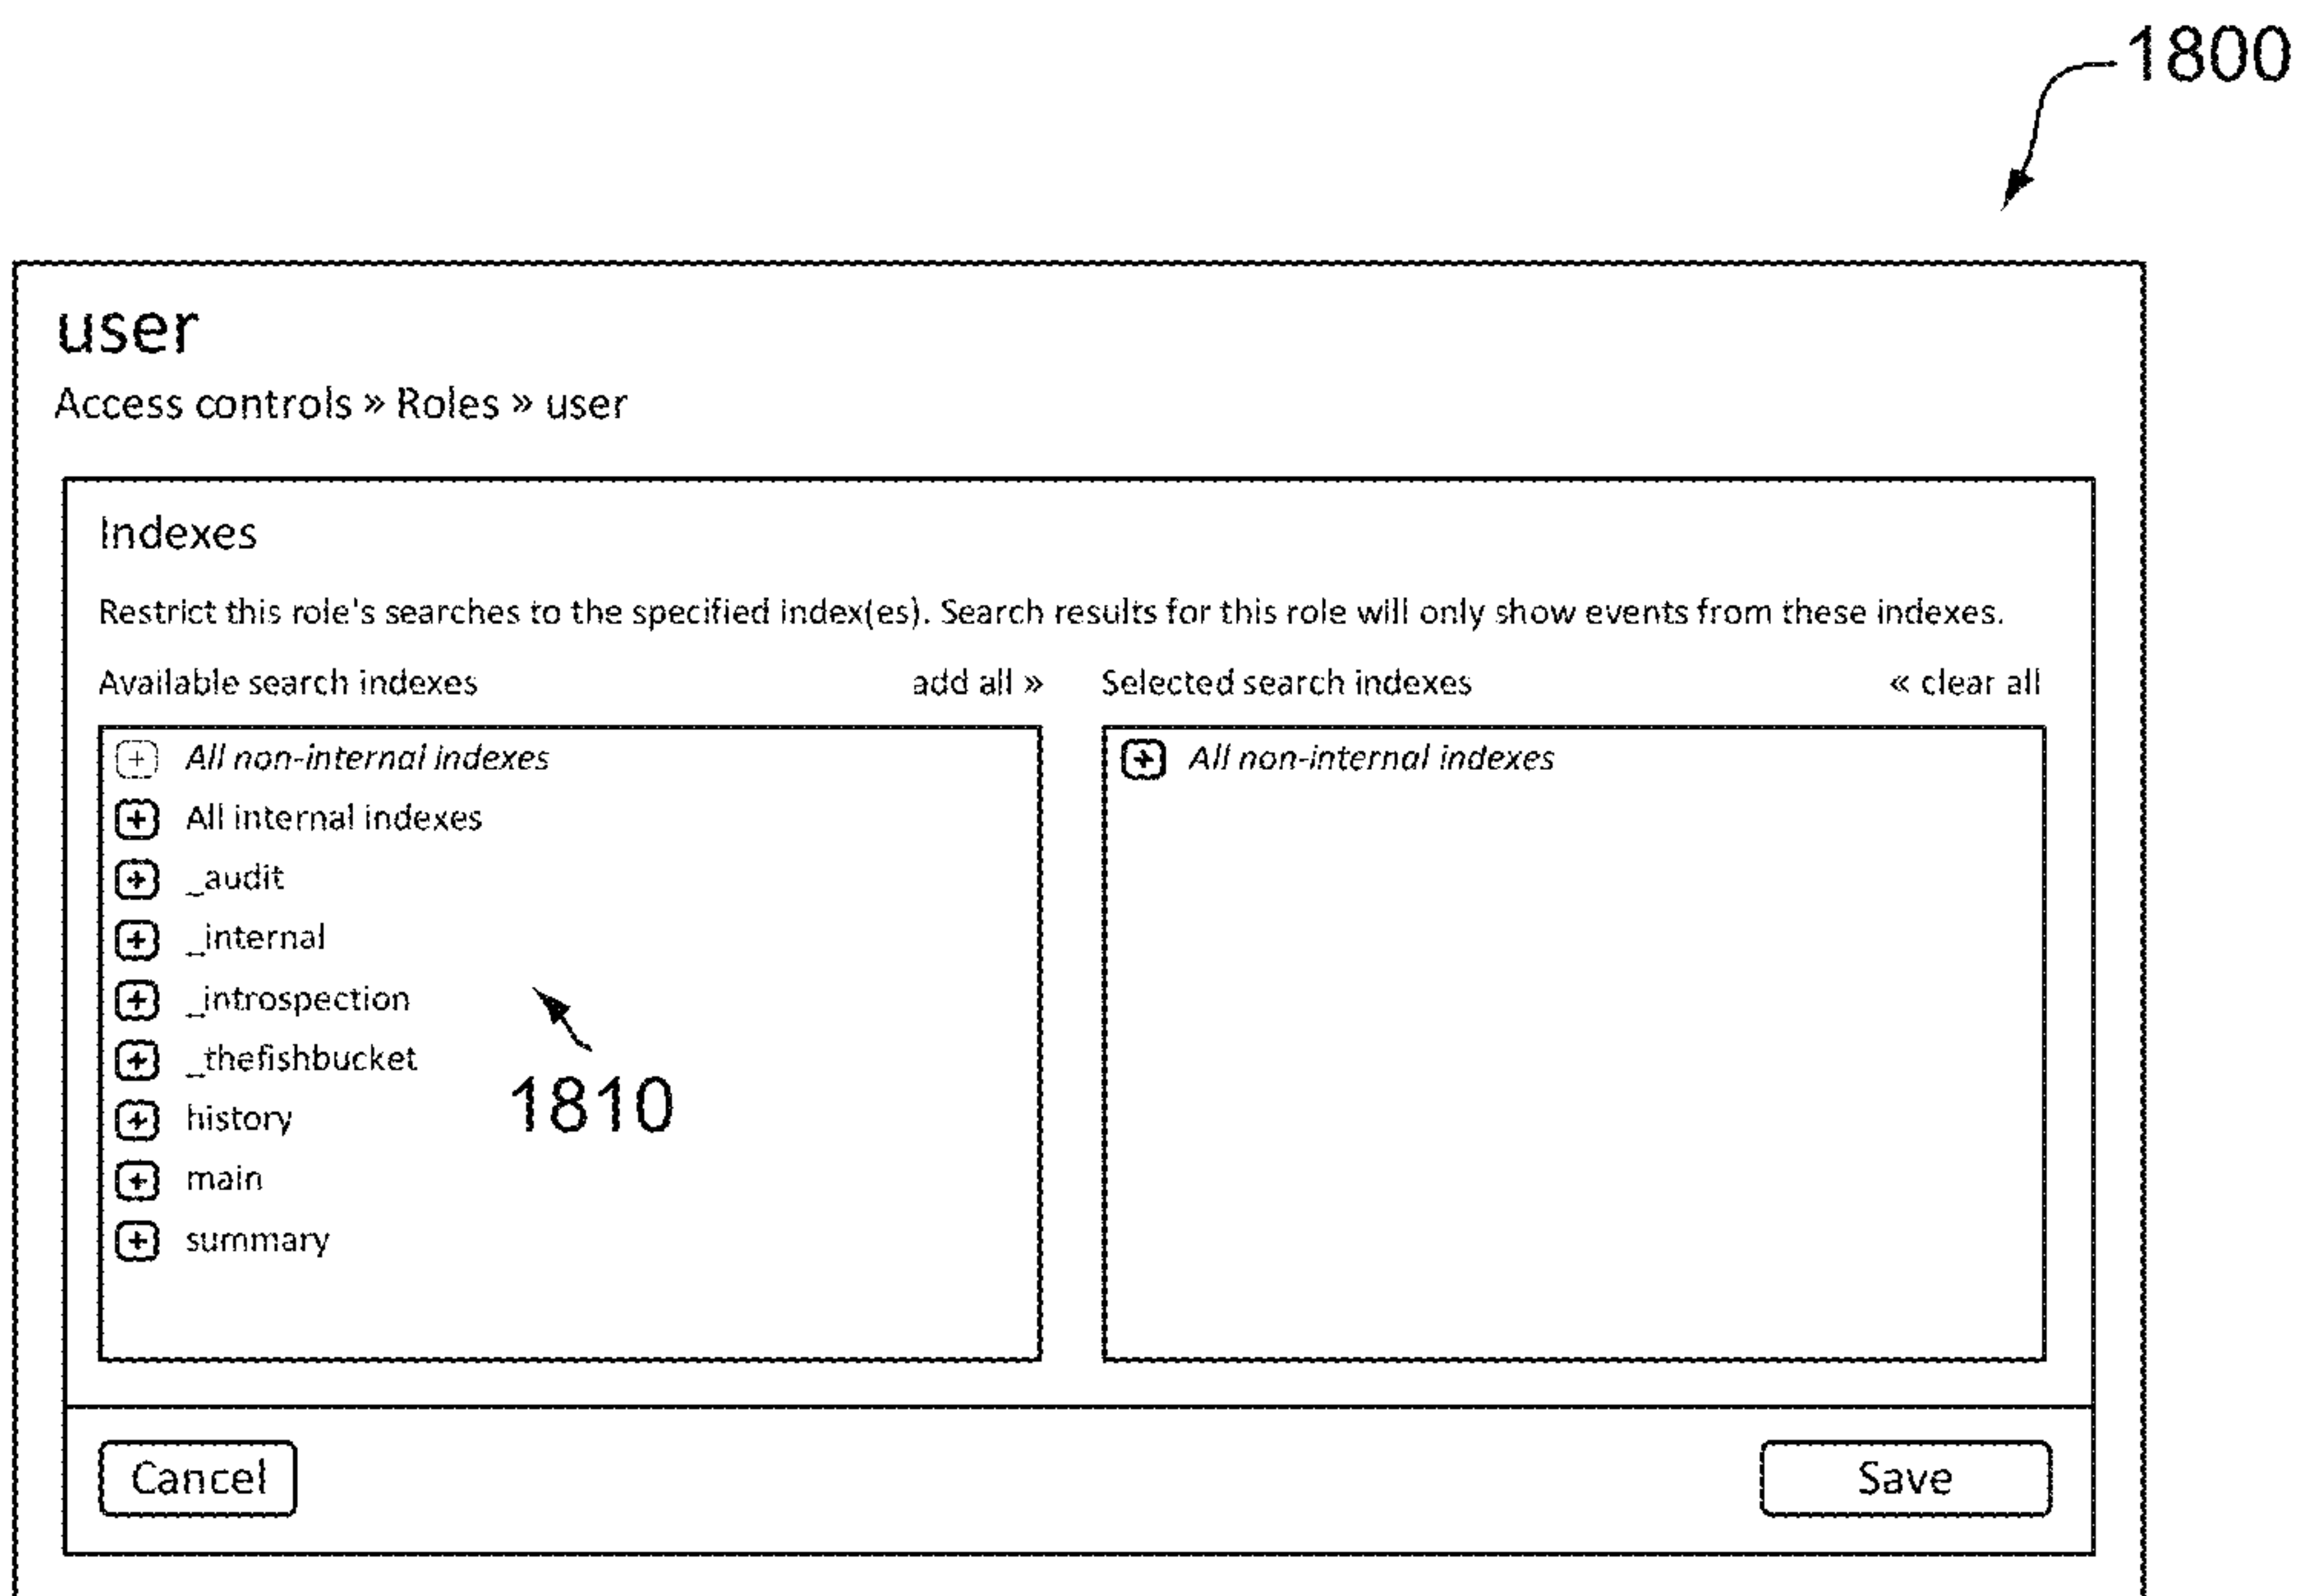 1800
user
Access controls » Roles » user
Indexes
Restrict this role's searches to the specified index(es). Search results for this role will only show events from these indexes.
Available search indexes add all » Selected search indexes « clear all
+ All non-internal indexes
+ All internal indexes
+ _audit
+ _internal
+ _introspection
+ _thefishbucket
+ history
+ main
+ summary
1810
+ All non-internal indexes
Cancel Save